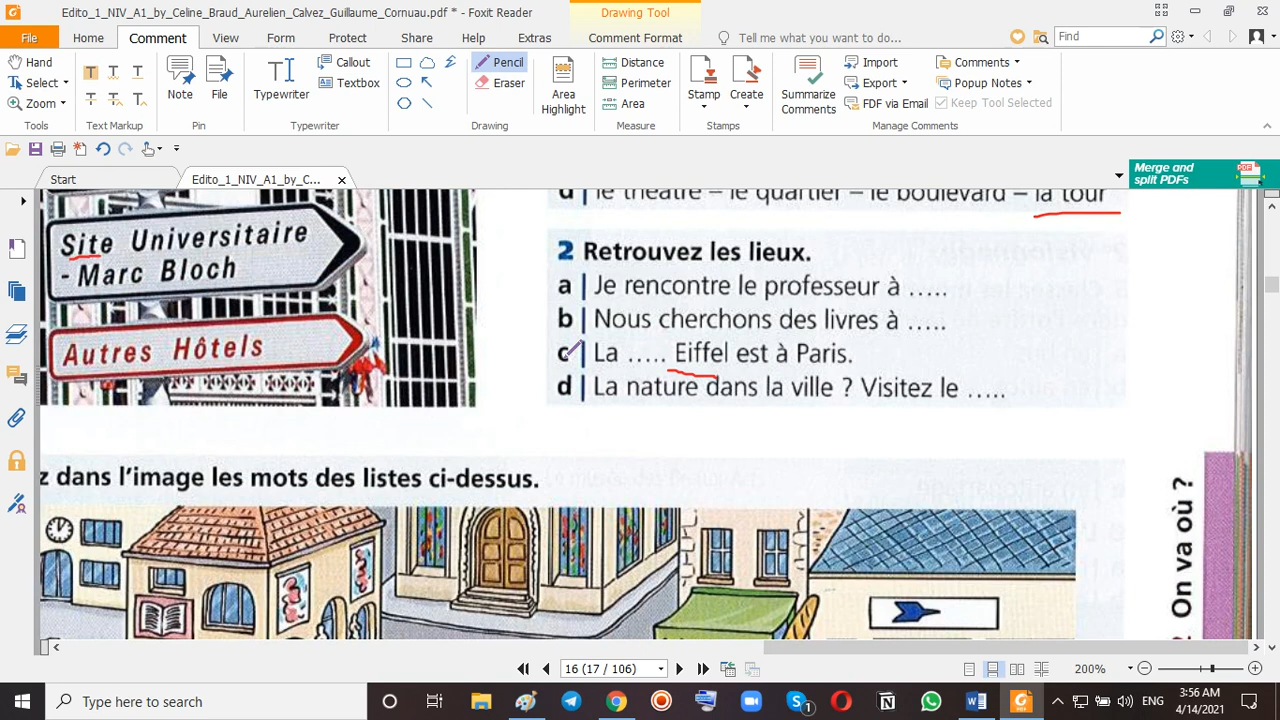 Edito_1_NIV_A1_by_Celine_Braud_Aurelien_Calvez_Guillaume_Cornuau.pdf * - Foxit Reader
Drawing Tool
File Home Comment View Form Protect Share Help Extras Comment Format Tell me what you want to do... Find
Hand
Select
Zoom
Tools
Text Markup
Note
File
Pin
Typewriter
Callout
Textbox
Typewriter
Pencil
Eraser
Area
Highlight
Drawing
Distance
Perimeter
Area
Measure
Stamp
Create
Stamps
Summarize
Comments
Import
Export
FDF via Email
Comments
Popup Notes
Keep Tool Selected
Manage Comments
Start
Edito_1_NIV_A1_by_C...
Merge and
split PDFs
d | le théâtre – le quartier – le boulevard – la tour
Site Universitaire
- Marc Bloch
Autres Hôtels
2 Retrouvez les lieux.
a | Je rencontre le professeur à .....
b | Nous cherchons des livres à .....
c | La ..... Eiffel est à Paris.
d | La nature dans la ville ? Visitez le .....
z dans l'image les mots des listes ci-dessus.
On va où ?
16 (17 / 106)
200%
Type here to search
ENG
3:56 AM
4/14/2021